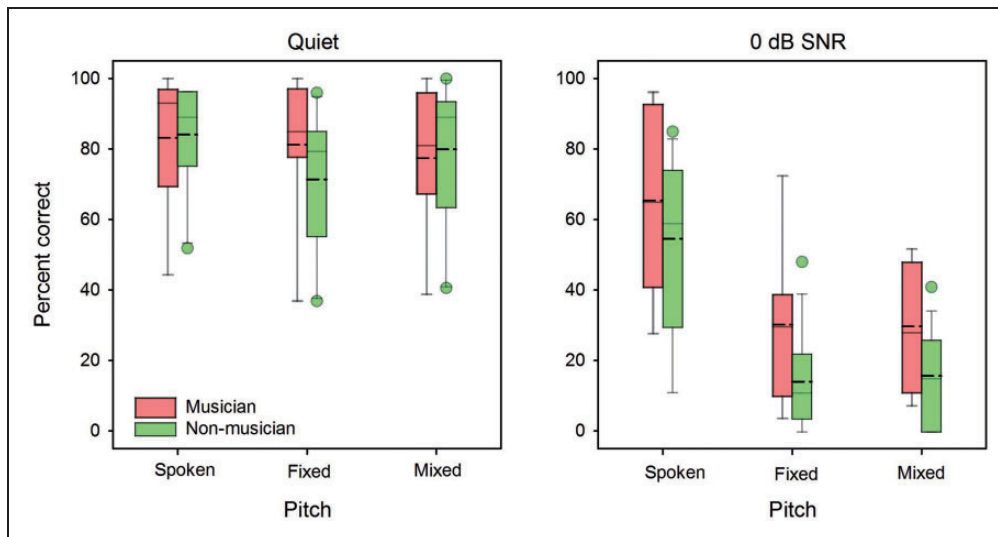 Quiet
0 dB SNR
Percent correct
100
80
60
40
20
0
Musician
Non-musician
Spoken
Fixed
Mixed
Pitch
100
80
60
40
20
0
Spoken
Fixed
Mixed
Pitch